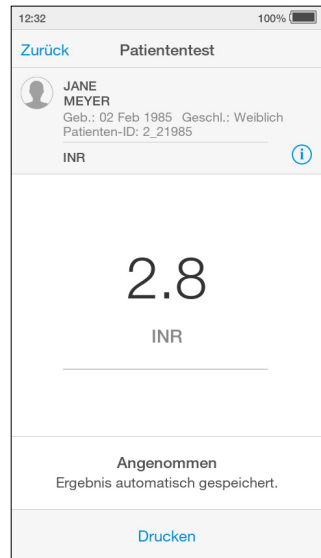 12:32 100%
Zurück Patiententest
JANE
MEYER
Geb.: 02 Feb 1985 Geschl.: Weiblich
Patienten-ID: 2_21985
INR
2.8
INR
Angenommen
Ergebnis automatisch gespeichert.
Drucken